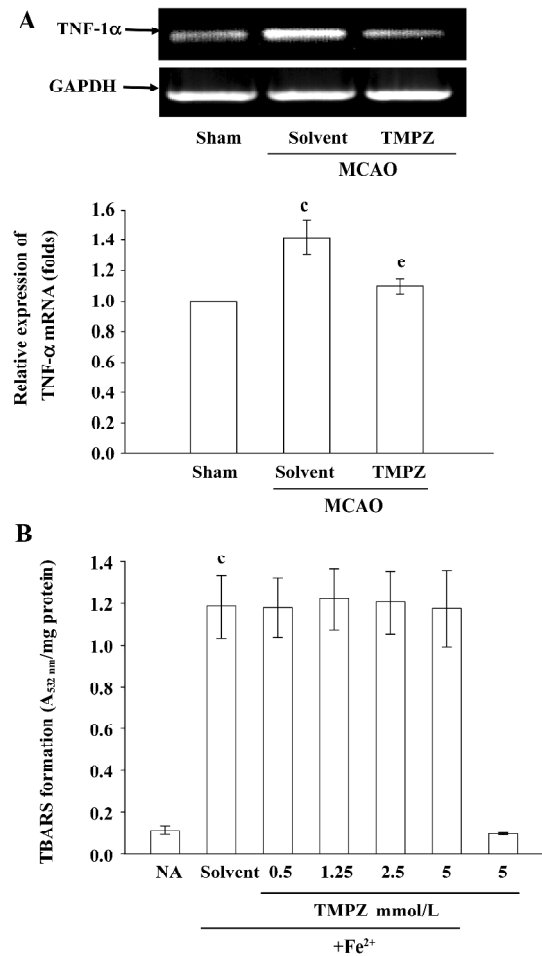 A
TNF-1α
GAPDH
Sham Solvent TMPZ
MCAO
Relative expression of
TNF-α mRNA (folds)
1.6
1.4
1.2
1.0
0.8
0.6
0.4
0.2
0.0
c
e
Sham Solvent TMPZ
MCAO
B
TBARS formation (A532 nm/mg protein)
1.4
1.2
1.0
0.8
0.6
0.4
0.2
0.0
c
NA Solvent 0.5 1.25 2.5 5 5
TMPZ mmol/L
+Fe²⁺